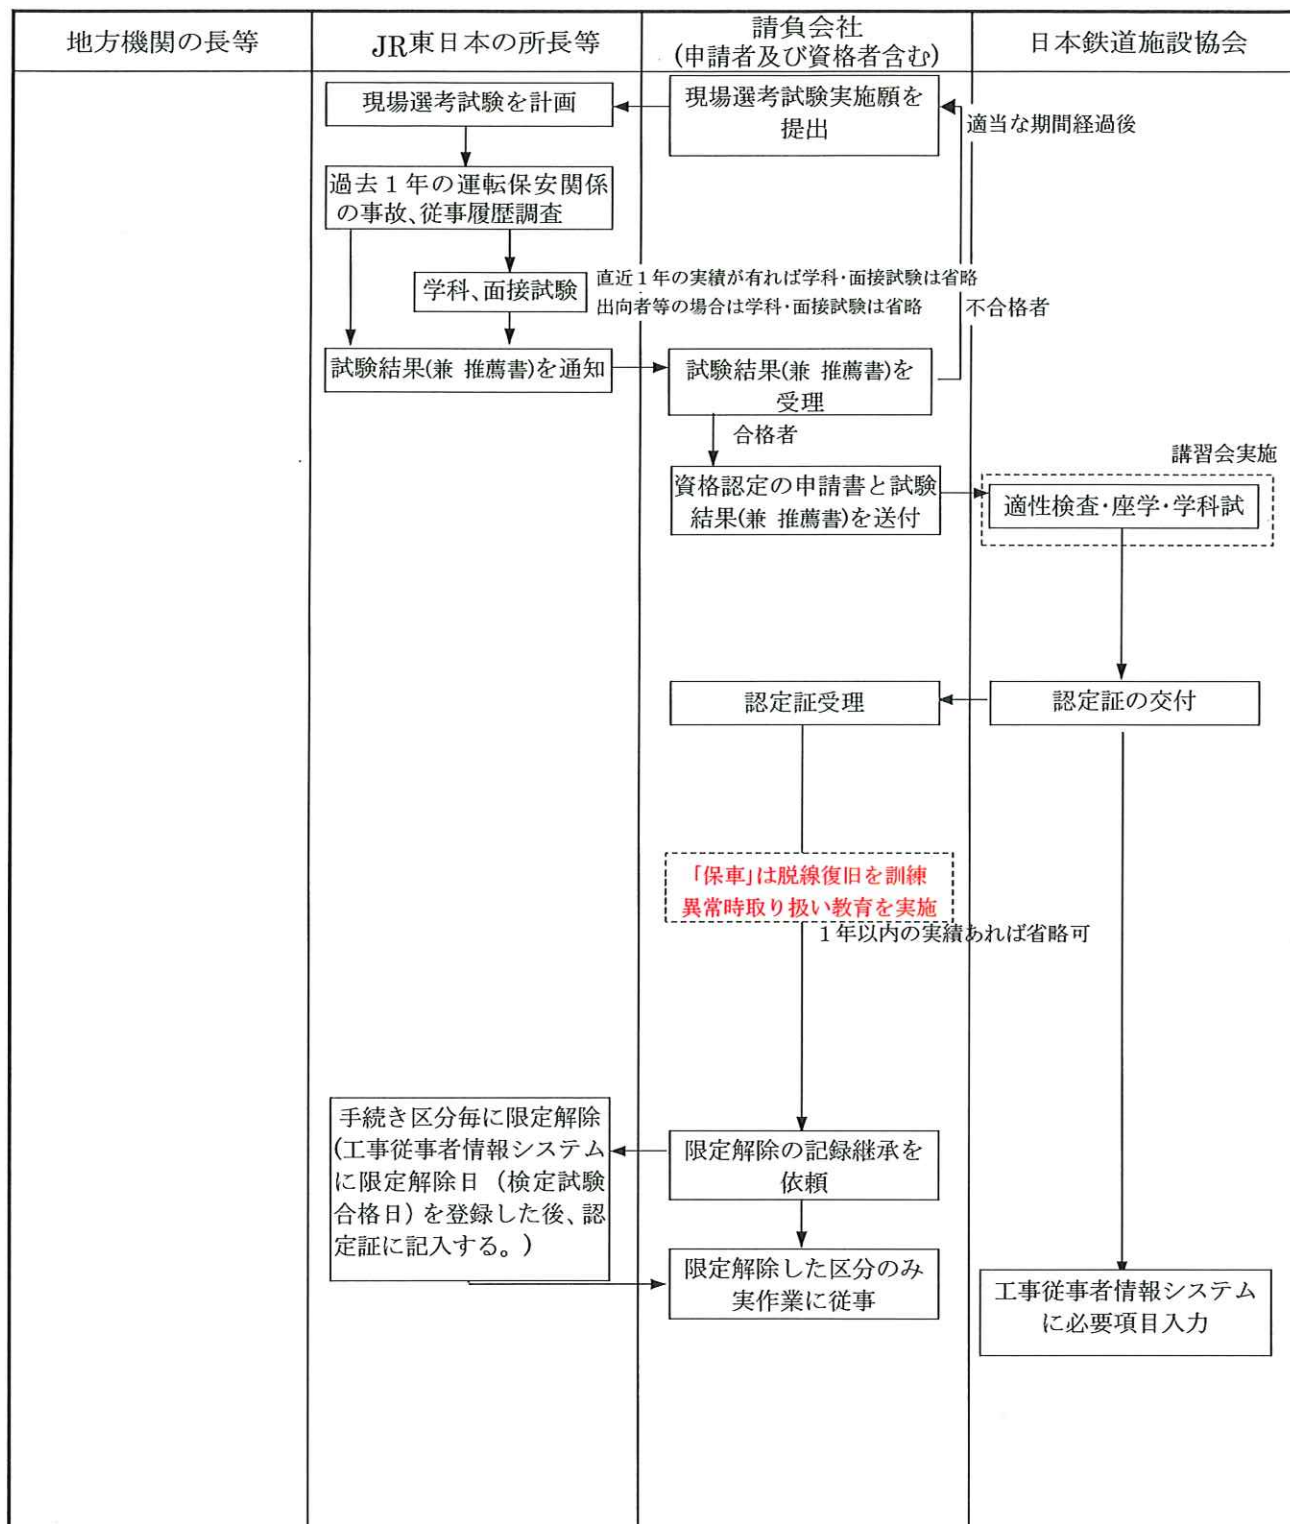 地方機関の長等
JR東日本の所長等
請負会社
(申請者及び資格者含む)
日本鉄道施設協会
現場選考試験を計画
現場選考試験実施願を
提出
適当な期間経過後
過去1年の運転保安関係
の事故、従事履歴調査
学科、面接試験
直近1年の実績が有れば学科・面接試験は省略
出向者等の場合は学科・面接試験は省略
不合格者
試験結果(兼 推薦書)を通知
試験結果(兼 推薦書)を
受理
合格者
講習会実施
資格認定の申請書と試験
結果(兼 推薦書)を送付
適性検査・座学・学科試
認定証受理
認定証の交付
「保車」は脱線復旧を訓練
異常時取り扱い教育を実施
1年以内の実績あれば省略可
手続き区分毎に限定解除
(工事従事者情報システム
に限定解除日(検定試験
合格日)を登録した後、認
定証に記入する。)
限定解除の記録継承を
依頼
限定解除した区分のみ
実作業に従事
工事従事者情報システム
に必要項目入力